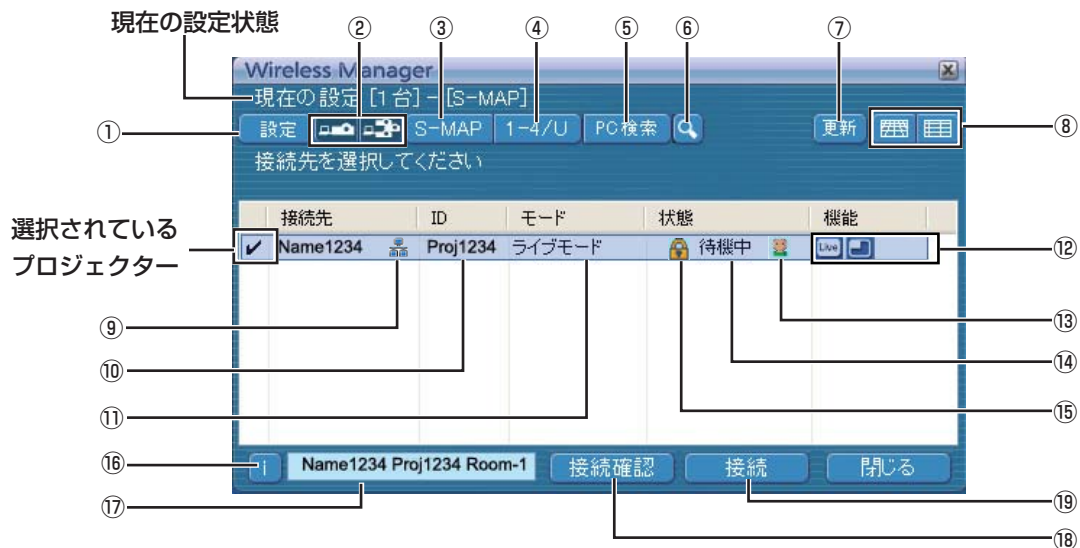 現在の設定状態
② ③ ④ ⑤ ⑥ ⑦
Wireless Manager
現在の設定 [1台] - [S-MAP]
① 設定 S-MAP 1-4/U PC検索 更新 ⑧
接続先を選択してください
選択されている
プロジェクター
接続先 ID モード 状態 機能
✔ Name1234 Proj1234 ライブモード 待機中 Live ⑫
⑨ ⑬
⑩ ⑭
⑪ ⑮
⑯ i Name1234 Proj1234 Room-1 接続確認 接続 閉じる
⑰ ⑲
⑱